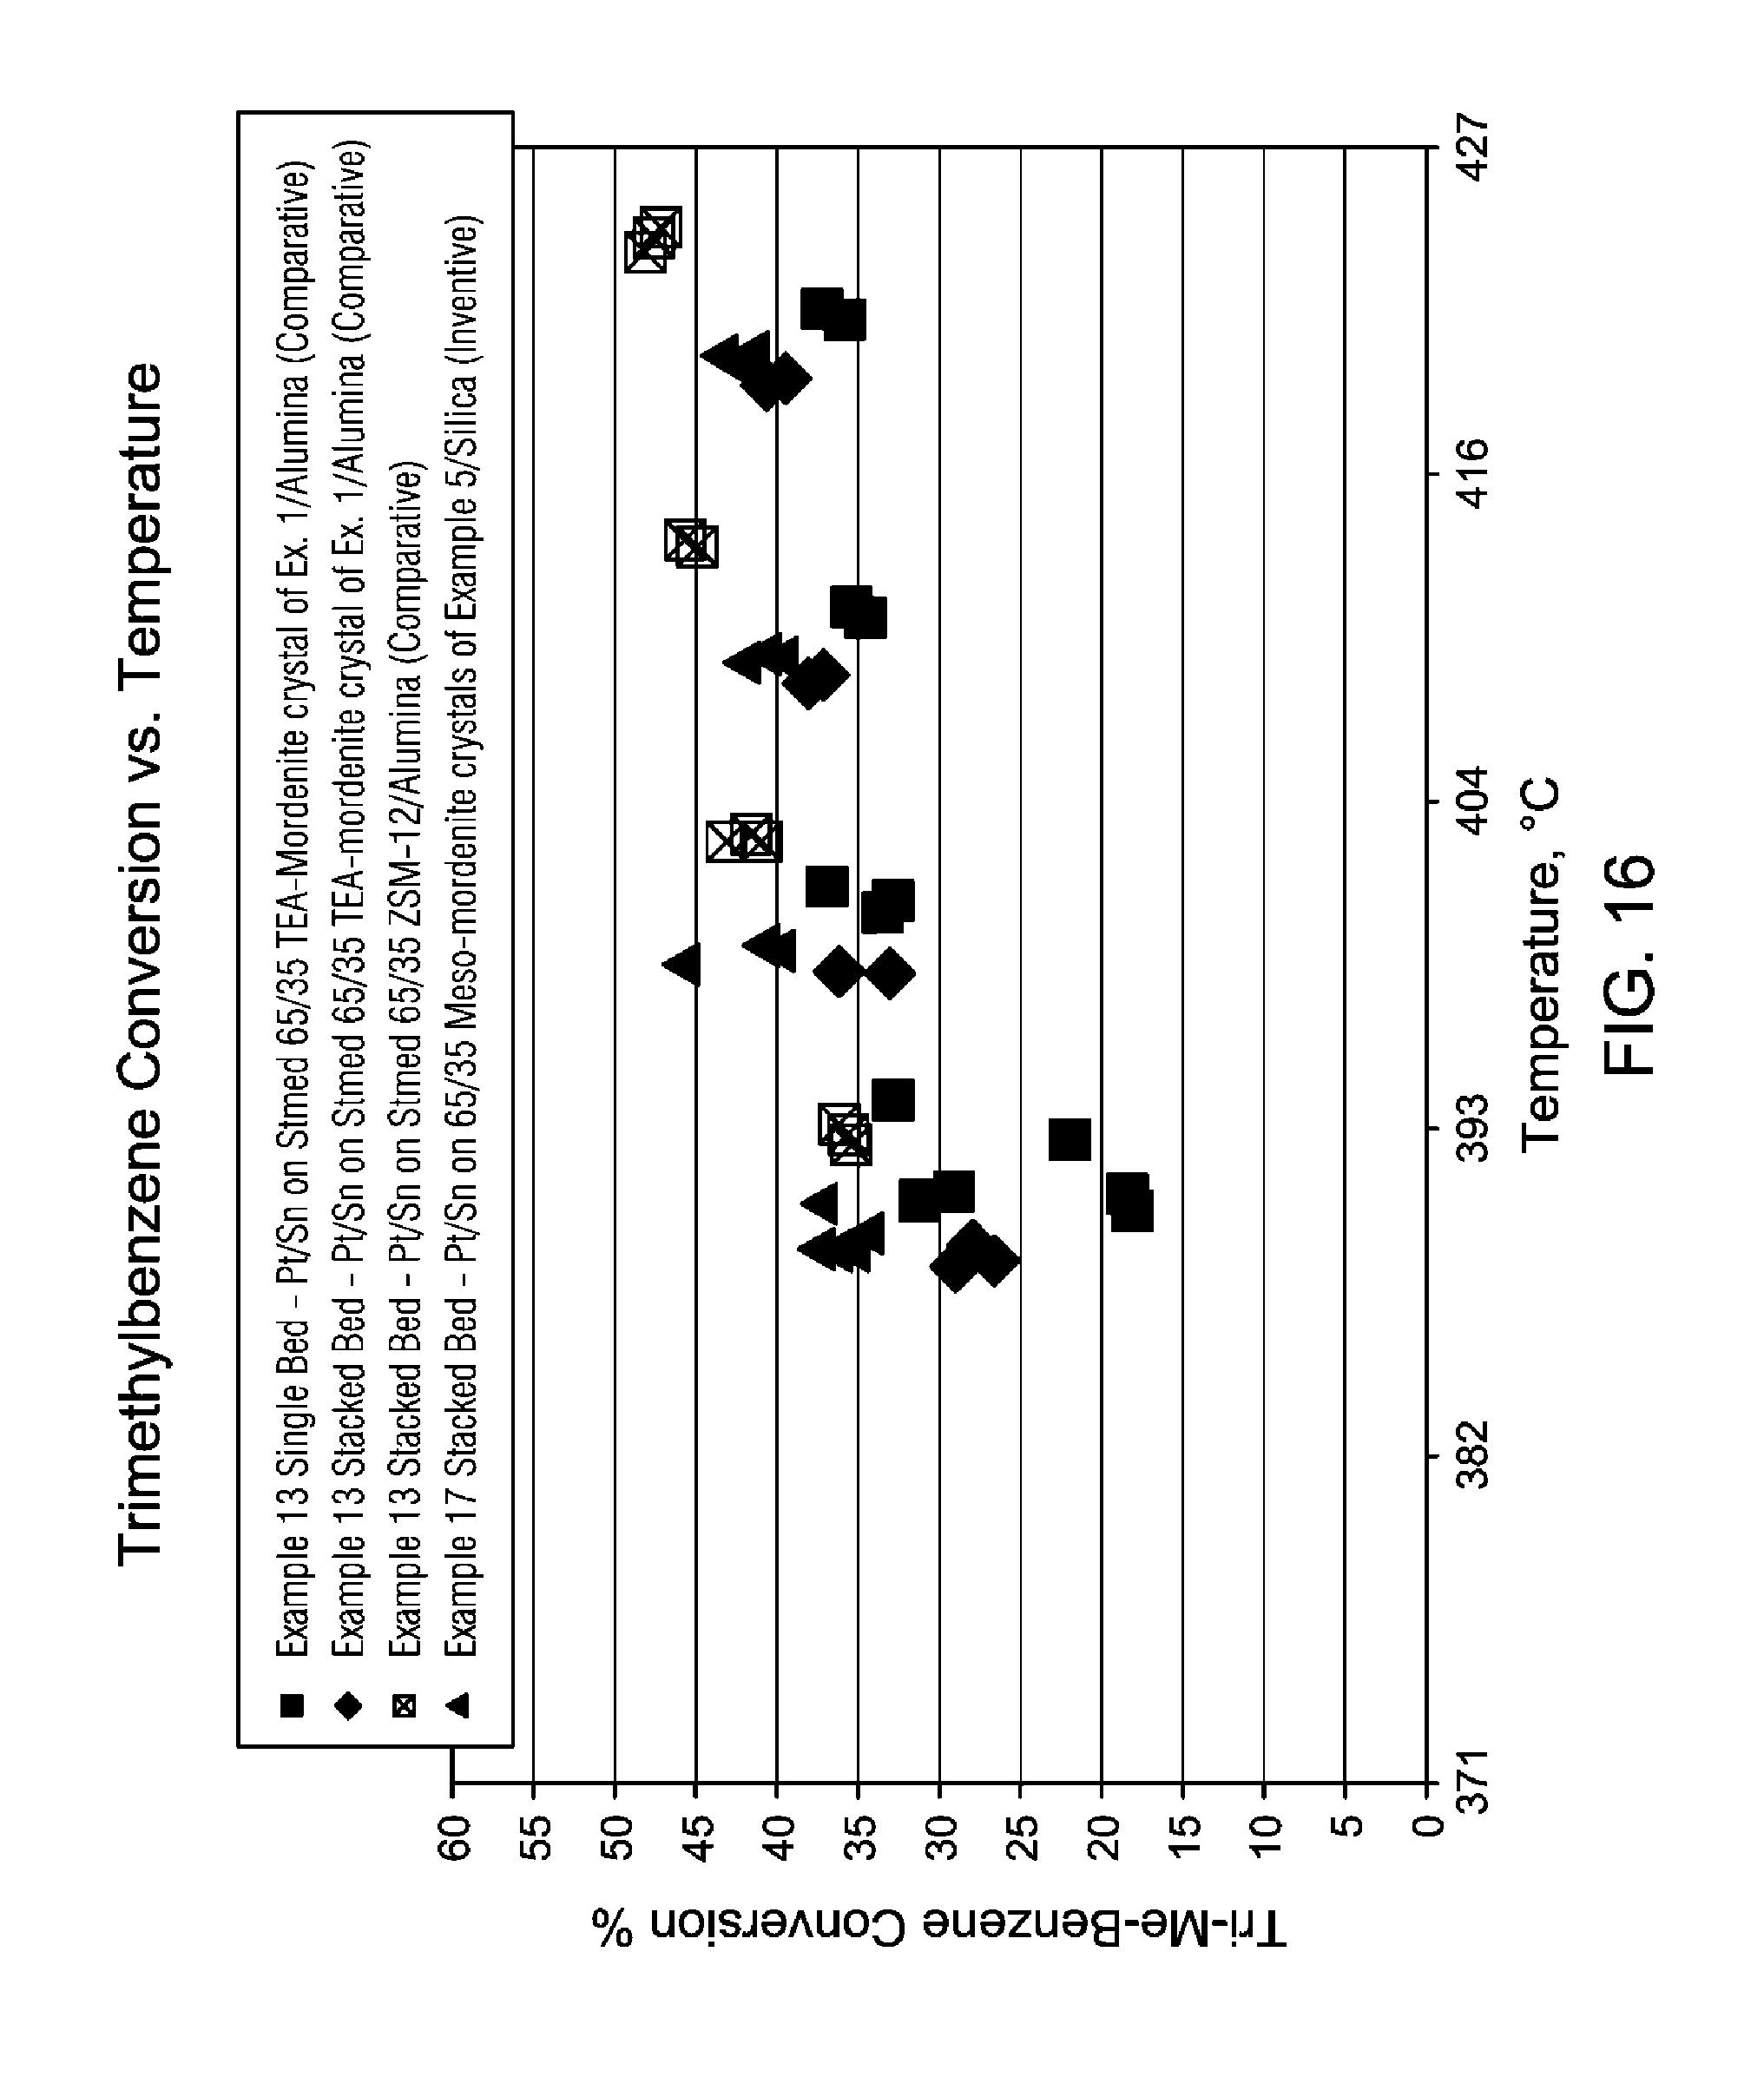 Trimethylbenzene Conversion vs. Temperature
Example 13 Single Bed - Pt/Sn on Stmed 65/35 TEA-Mordenite crystal of Ex. 1/Alumina (Comparative)
Example 13 Stacked Bed - Pt/Sn on Stmed 65/35 TEA-mordenite crystal of Ex. 1/Alumina (Comparative)
Example 13 Stacked Bed - Pt/Sn on Stmed 65/35 ZSM-12/Alumina (Comparative)
Example 17 Stacked Bed - Pt/Sn on 65/35 Meso-mordenite crystals of Example 5/Silica (Inventive)
Tri-Me-Benzene Conversion %
60
55
50
45
40
35
30
25
20
15
10
5
0
371 382 393 404 416 427
Temperature, °C
FIG. 16